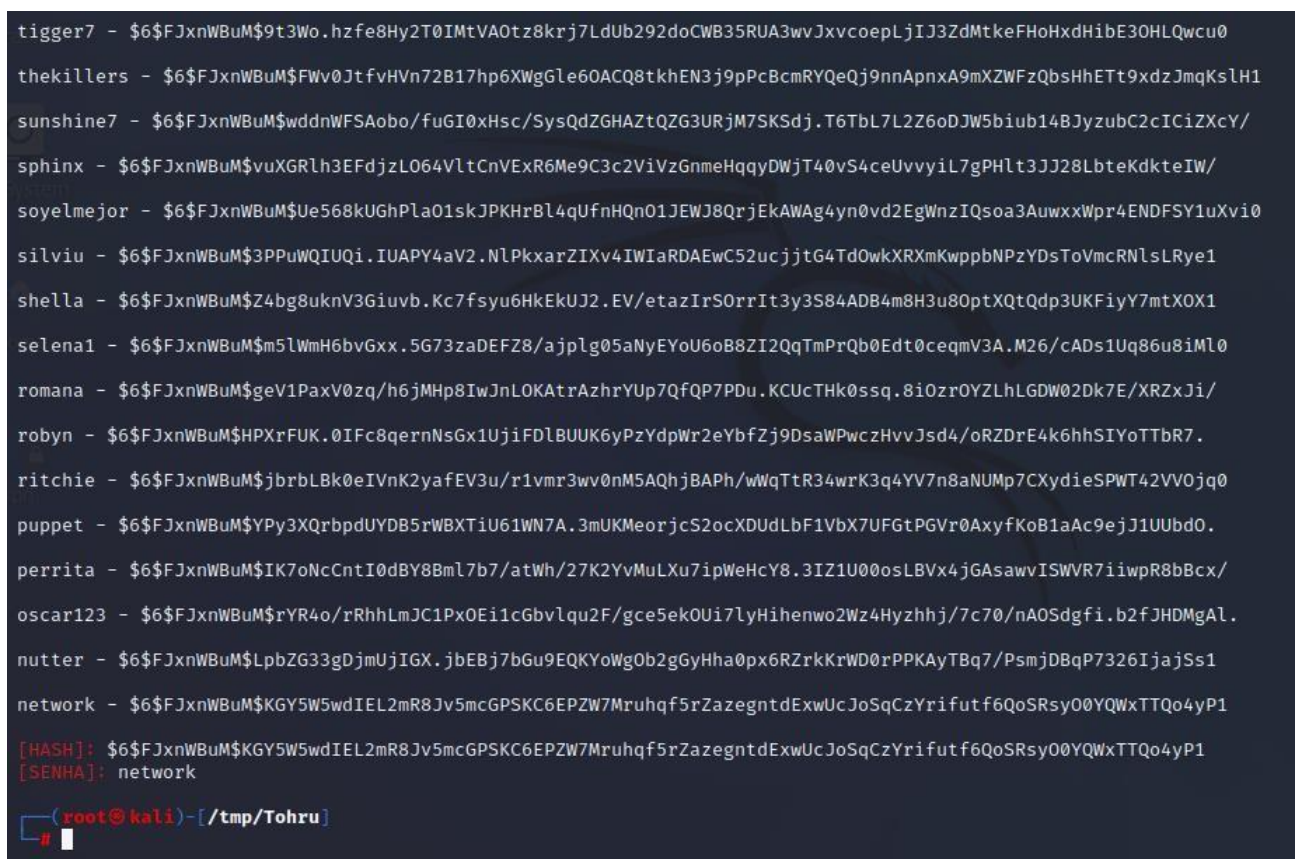 tigger7 - $6$FJxnWBuM$9t3Wo.hzfe8Hy2T0IMtVAOtz8krj7LdUb292doCWB35RUA3wvJxvcoepLjIJ3ZdMtkeFHoHxdHibE3OHLQwcu0
thekillers - $6$FJxnWBuM$FWv0JtfvHVn72B17hp6XWgGle6OACQ8tkhEN3j9pPcBcmRYQeQj9nnApnxA9mXZWFzQbsHhETt9xdzJmqKslH1
sunshine7 - $6$FJxnWBuM$wddnWFSAobo/fuGI0xHsc/SysQdZGHAZtQZG3URjM7SKSdj.T6TbL7L2Z6oDJW5biub14BJyzubC2cICiZXcY/
sphinx - $6$FJxnWBuM$vuXGRlh3EFdjzLO64VltCnVExR6Me9C3c2ViVzGnmeHqqyDWjT40vS4ceUvvyiL7gPHlt3JJ28LbteKdkteIW/
soyelmejor - $6$FJxnWBuM$Ue568kUGhPlaO1skJPKHrBl4qUfnHQnO1JEWJ8QrjEkAWAg4yn0vd2EgWnzIQsoa3AuwxxWpr4ENDFSY1uXvi0
silviu - $6$FJxnWBuM$3PPuWQIUQi.IUAPY4aV2.NlPkxarZIXv4IWIaRDAEwC52ucjjtG4TdOwkXRXmKwppbNPzYDsToVmcRNlsLRye1
shella - $6$FJxnWBuM$Z4bg8uknV3Giuvb.Kc7fsyu6HkEkUJ2.EV/etazIrSOrrIt3y3S84ADB4m8H3u8OptXQtQdp3UKFiyY7mtXOX1
selena1 - $6$FJxnWBuM$m5lWmH6bvGxx.5G73zaDEFZ8/ajplg05aNyEYoU6oB8ZI2QqTmPrQb0Edt0ceqmV3A.M26/cADs1Uq86u8iMl0
romana - $6$FJxnWBuM$geV1PaxV0zq/h6jMHp8IwJnLOKAtrAzhrYUp7QfQP7PDu.KCUcTHk0ssq.8iOzrOYZLhLGDW02Dk7E/XRZxJi/
robyn - $6$FJxnWBuM$HPXrFUK.0IFc8qernNsGx1UjiFDlBUUK6yPzYdpWr2eYbfZj9DsaWPwczHvvJsd4/oRZDrE4k6hhSIYoTTbR7.
ritchie - $6$FJxnWBuM$jbrbLBk0eIVnK2yafEV3u/r1vmr3wv0nM5AQhjBAPh/wWqTtR34wrK3q4YV7n8aNUMp7CXydieSPWT42VVOjq0
puppet - $6$FJxnWBuM$YPy3XQrbpdUYDB5rWBXTiU61WN7A.3mUKMeorjcS2ocXDUdLbF1VbX7UFGtPGVr0AxyfKoB1aAc9ejJ1UUbdO.
perrita - $6$FJxnWBuM$IK7oNcCntI0dBY8Bml7b7/atWh/27K2YvMuLXu7ipWeHcY8.3IZ1U00osLBVx4jGAsawvISWVR7iiwpR8bBcx/
oscar123 - $6$FJxnWBuM$rYR4o/rRhhLmJC1PxOEi1cGbvlqu2F/gce5ekOUi7lyHihenwo2Wz4Hyzhhj/7c70/nAOSdgfi.b2fJHDMgAl.
nutter - $6$FJxnWBuM$LpbZG33gDjmUjIGX.jbEBj7bGu9EQKYoWgOb2gGyHha0px6RZrkKrWD0rPPKAyTBq7/PsmjDBqP7326IjajSs1
network - $6$FJxnWBuM$KGY5W5wdIEL2mR8Jv5mcGPSKC6EPZW7Mruhqf5rZazegntdExwUcJoSqCzYrifutf6QoSRsyO0YQWxTTQo4yP1
[HASH]: $6$FJxnWBuM$KGY5W5wdIEL2mR8Jv5mcGPSKC6EPZW7Mruhqf5rZazegntdExwUcJoSqCzYrifutf6QoSRsyO0YQWxTTQo4yP1
[SENHA]: network
┌──(root㉿kali)-[/tmp/Tohru]
└─#